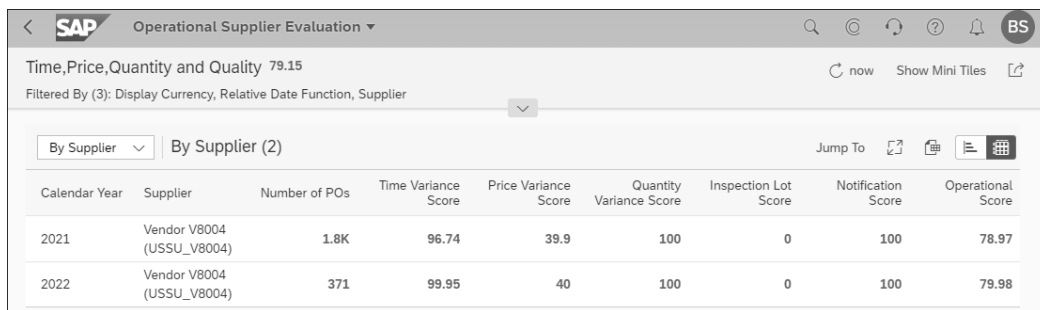 SAP Operational Supplier Evaluation BS
Time,Price,Quantity and Quality 79.15 now Show Mini Tiles
Filtered By (3): Display Currency, Relative Date Function, Supplier
By Supplier By Supplier (2) Jump To
Calendar Year Supplier Number of POs Time Variance Score Price Variance Score Quantity Variance Score Inspection Lot Score Notification Score Operational Score
2021 Vendor V8004 (USSU_V8004) 1.8K 96.74 39.9 100 0 100 78.97
2022 Vendor V8004 (USSU_V8004) 371 99.95 40 100 0 100 79.98